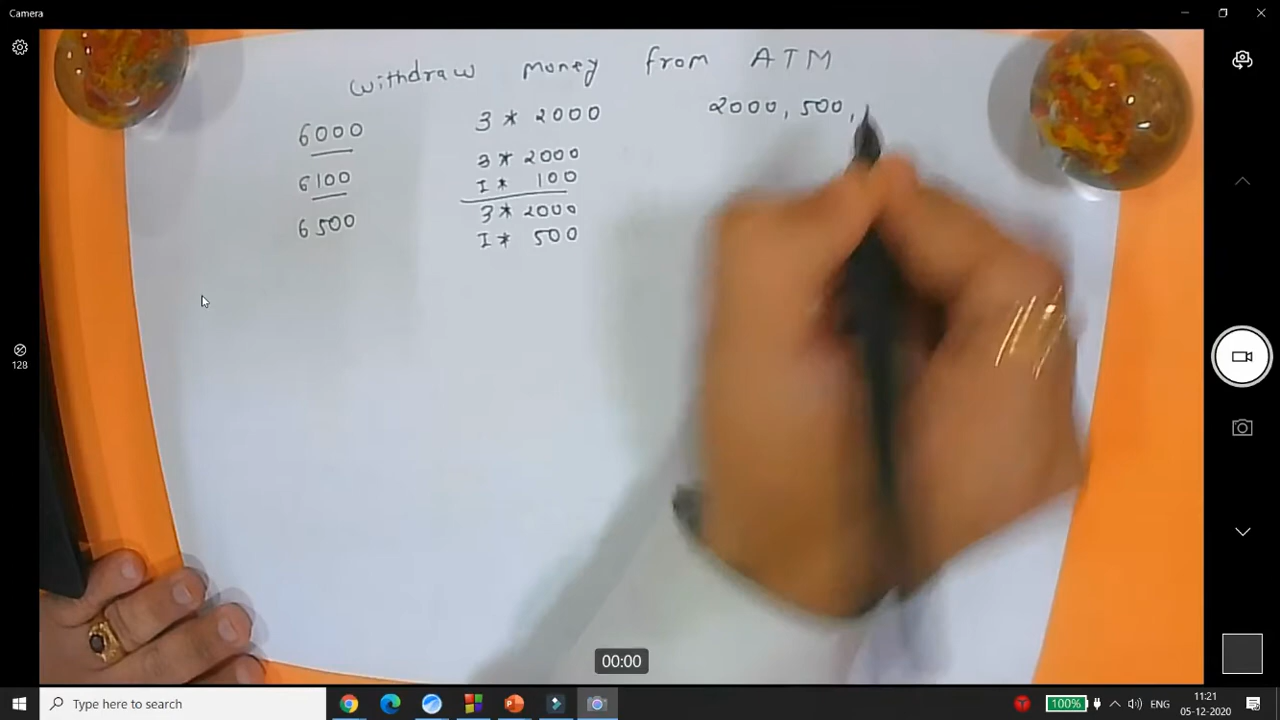 Camera
withdraw money from ATM
6000 3 * 2000 2000, 500,
6100 3 * 2000
1 * 100
6500 3 * 2000
1 * 500
128
00:00
Type here to search
100%
ENG
11:21
05-12-2020